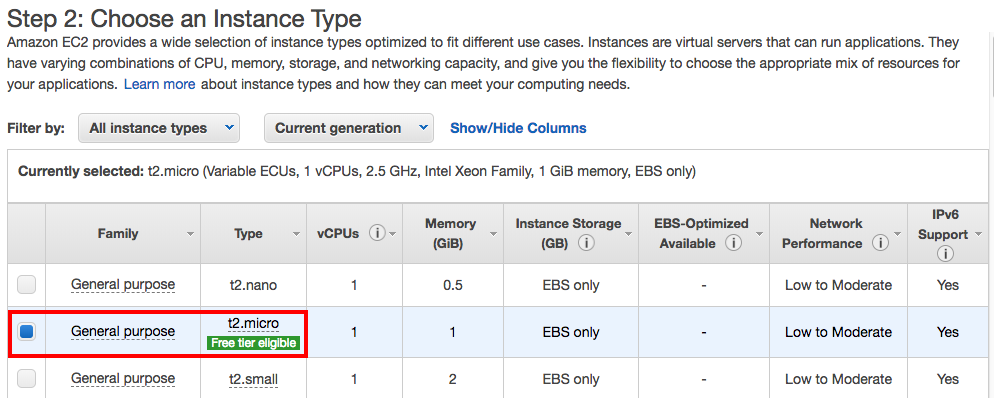 Step 2: Choose an Instance Type
Amazon EC2 provides a wide selection of instance types optimized to fit different use cases. Instances are virtual servers that can run applications. They
have varying combinations of CPU, memory, storage, and networking capacity, and give you the flexibility to choose the appropriate mix of resources for
your applications. Learn more about instance types and how they can meet your computing needs.
Filter by: All instance types Current generation Show/Hide Columns
Currently selected: t2.micro (Variable ECUs, 1 vCPUs, 2.5 GHz, Intel Xeon Family, 1 GiB memory, EBS only)
Family Type vCPUs i Memory (GiB) Instance Storage (GB) i EBS-Optimized Available i Network Performance i IPv6 Support i
General purpose t2.nano 1 0.5 EBS only - Low to Moderate Yes
General purpose t2.micro Free tier eligible 1 1 EBS only - Low to Moderate Yes
General purpose t2.small 1 2 EBS only - Low to Moderate Yes